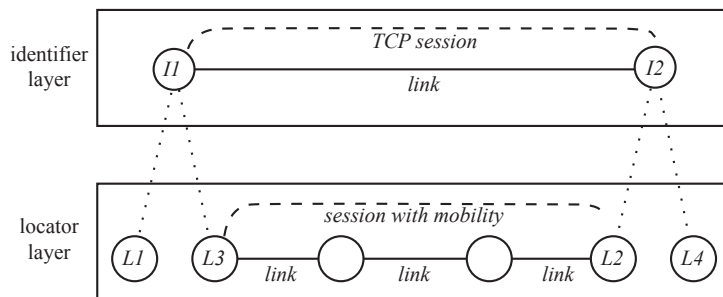 identifier
layer
TCP session
I1
I2
link
locator
layer
session with mobility
L1
L3
L2
L4
link
link
link